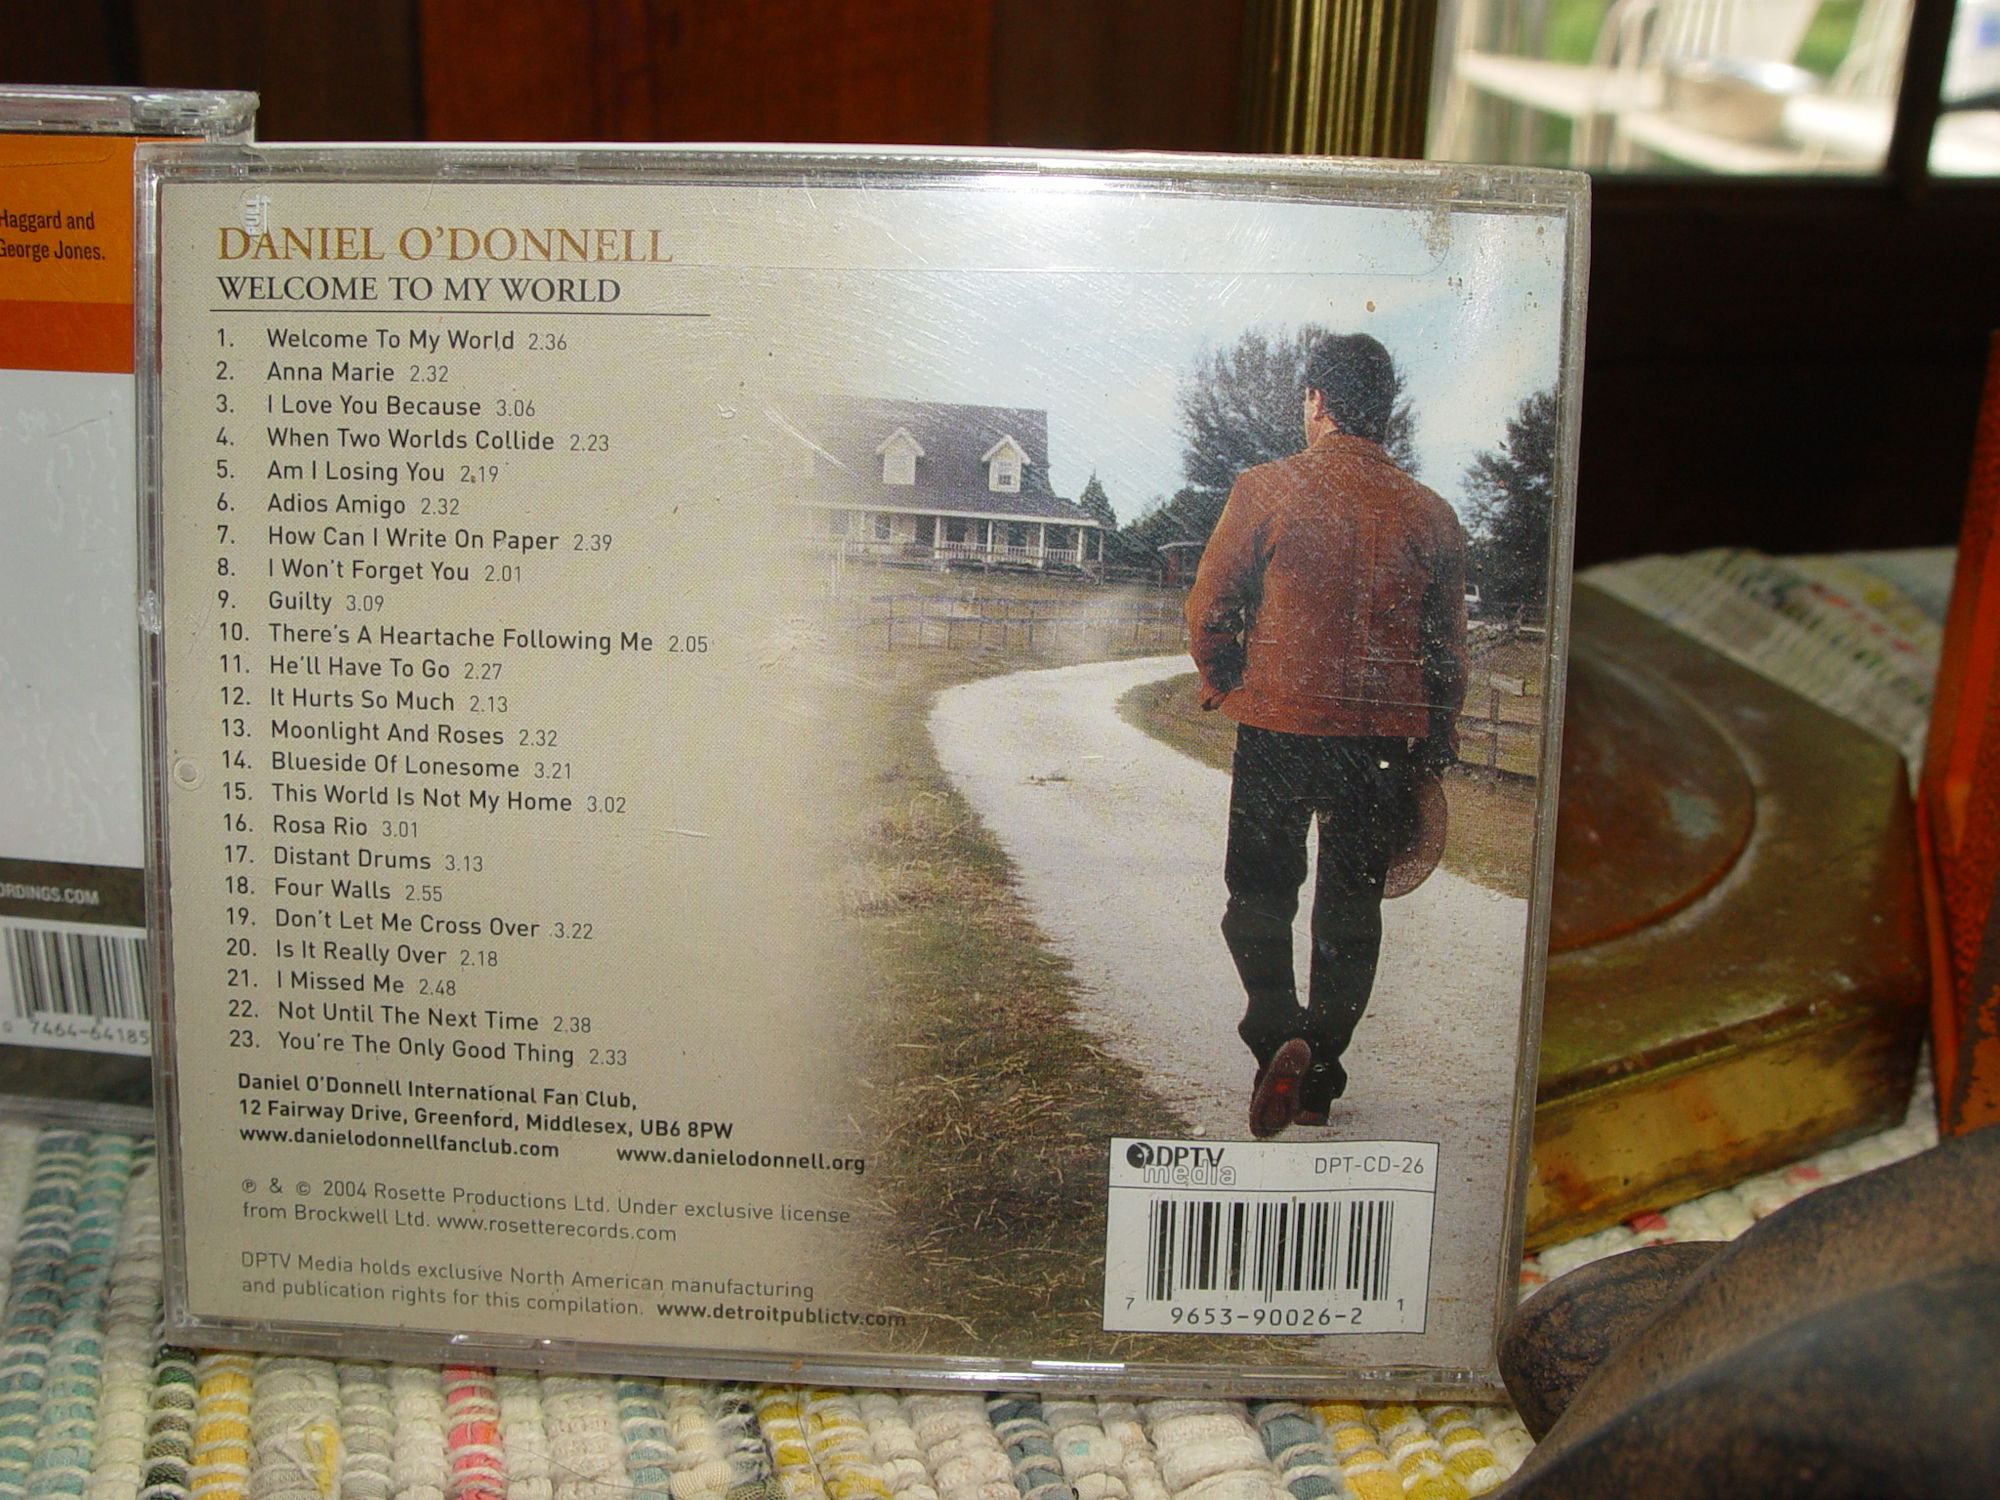 Haggard and
George Jones.
ORDINGS.COM
7464-64185
DANIEL O'DONNELL
WELCOME TO MY WORLD
1. Welcome To My World 2.36
2. Anna Marie 2.32
3. I Love You Because 3.06
4. When Two Worlds Collide 2.23
5. Am I Losing You 2.19
6. Adios Amigo 2.32
7. How Can I Write On Paper 2.39
8. I Won't Forget You 2.01
9. Guilty 3.09
10. There's A Heartache Following Me 2.05
11. He'll Have To Go 2.27
12. It Hurts So Much 2.13
13. Moonlight And Roses 2.32
14. Blueside Of Lonesome 3.21
15. This World Is Not My Home 3.02
16. Rosa Rio 3.01
17. Distant Drums 3.13
18. Four Walls 2.55
19. Don't Let Me Cross Over 3.22
20. Is It Really Over 2.18
21. I Missed Me 2.48
22. Not Until The Next Time 2.38
23. You're The Only Good Thing 2.33
Daniel O'Donnell International Fan Club,
12 Fairway Drive, Greenford, Middlesex, UB6 8PW
www.danielodonnellfanclub.com www.danielodonnell.org
℗ & © 2004 Rosette Productions Ltd. Under exclusive license
from Brockwell Ltd. www.rosetterecords.com
DPTV Media holds exclusive North American manufacturing
and publication rights for this compilation. www.detroitpublictv.com
DPTV
media
DPT-CD-26
7 9653-90026-2 1